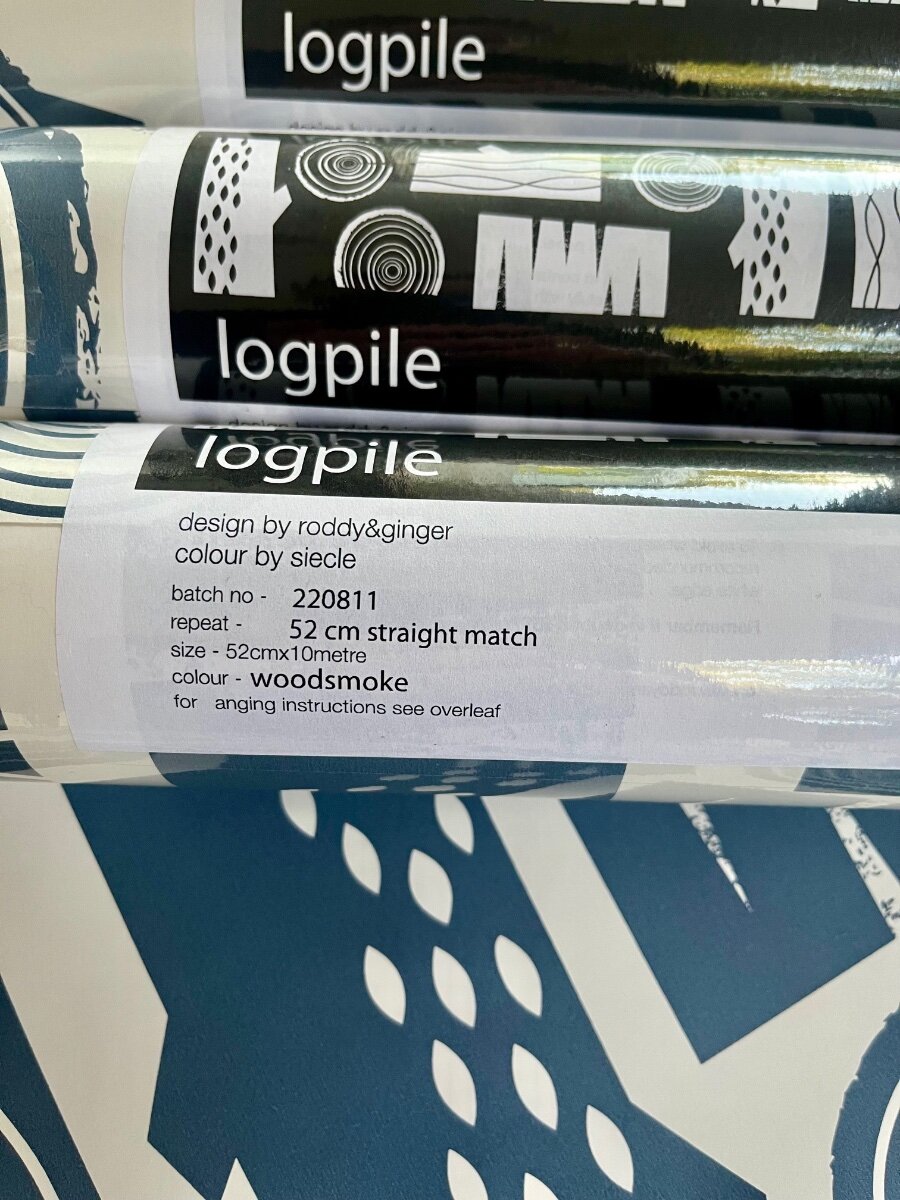 logpile
logpile
logpile
design by roddy&ginger
colour by siecle
batch no - 220811
repeat - 52 cm straight match
size - 52cmx10metre
colour - woodsmoke
for anging instructions see overleaf